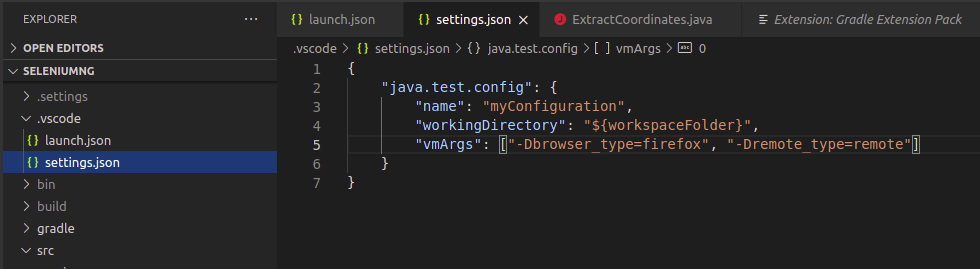 EXPLORER ···
launch.json settings.json × ExtractCoordinates.java Extension: Gradle Extension Pack
OPEN EDITORS
SELENIUMNG
.settings
.vscode
launch.json
settings.json
bin
build
gradle
src
.vscode > {} settings.json > {} java.test.config > [ ] vmArgs > abc 0
1 {
2 "java.test.config": {
3 "name": "myConfiguration",
4 "workingDirectory": "${workspaceFolder}",
5 "vmArgs": ["-Dbrowser_type=firefox", "-Dremote_type=remote"]
6 }
7 }